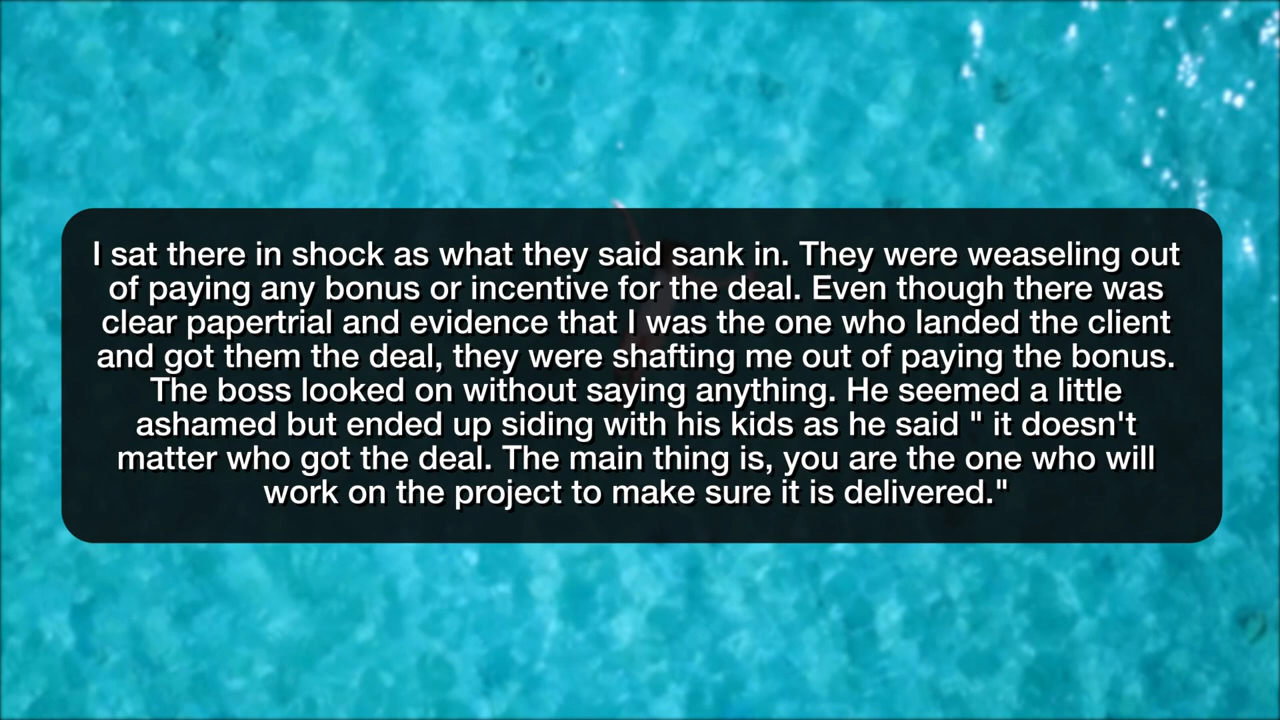 I sat there in shock as what they said sank in. They were weaseling out
of paying any bonus or incentive for the deal. Even though there was
clear papertrial and evidence that I was the one who landed the client
and got them the deal, they were shafting me out of paying the bonus.
The boss looked on without saying anything. He seemed a little
ashamed but ended up siding with his kids as he said " it doesn't
matter who got the deal. The main thing is, you are the one who will
work on the project to make sure it is delivered."